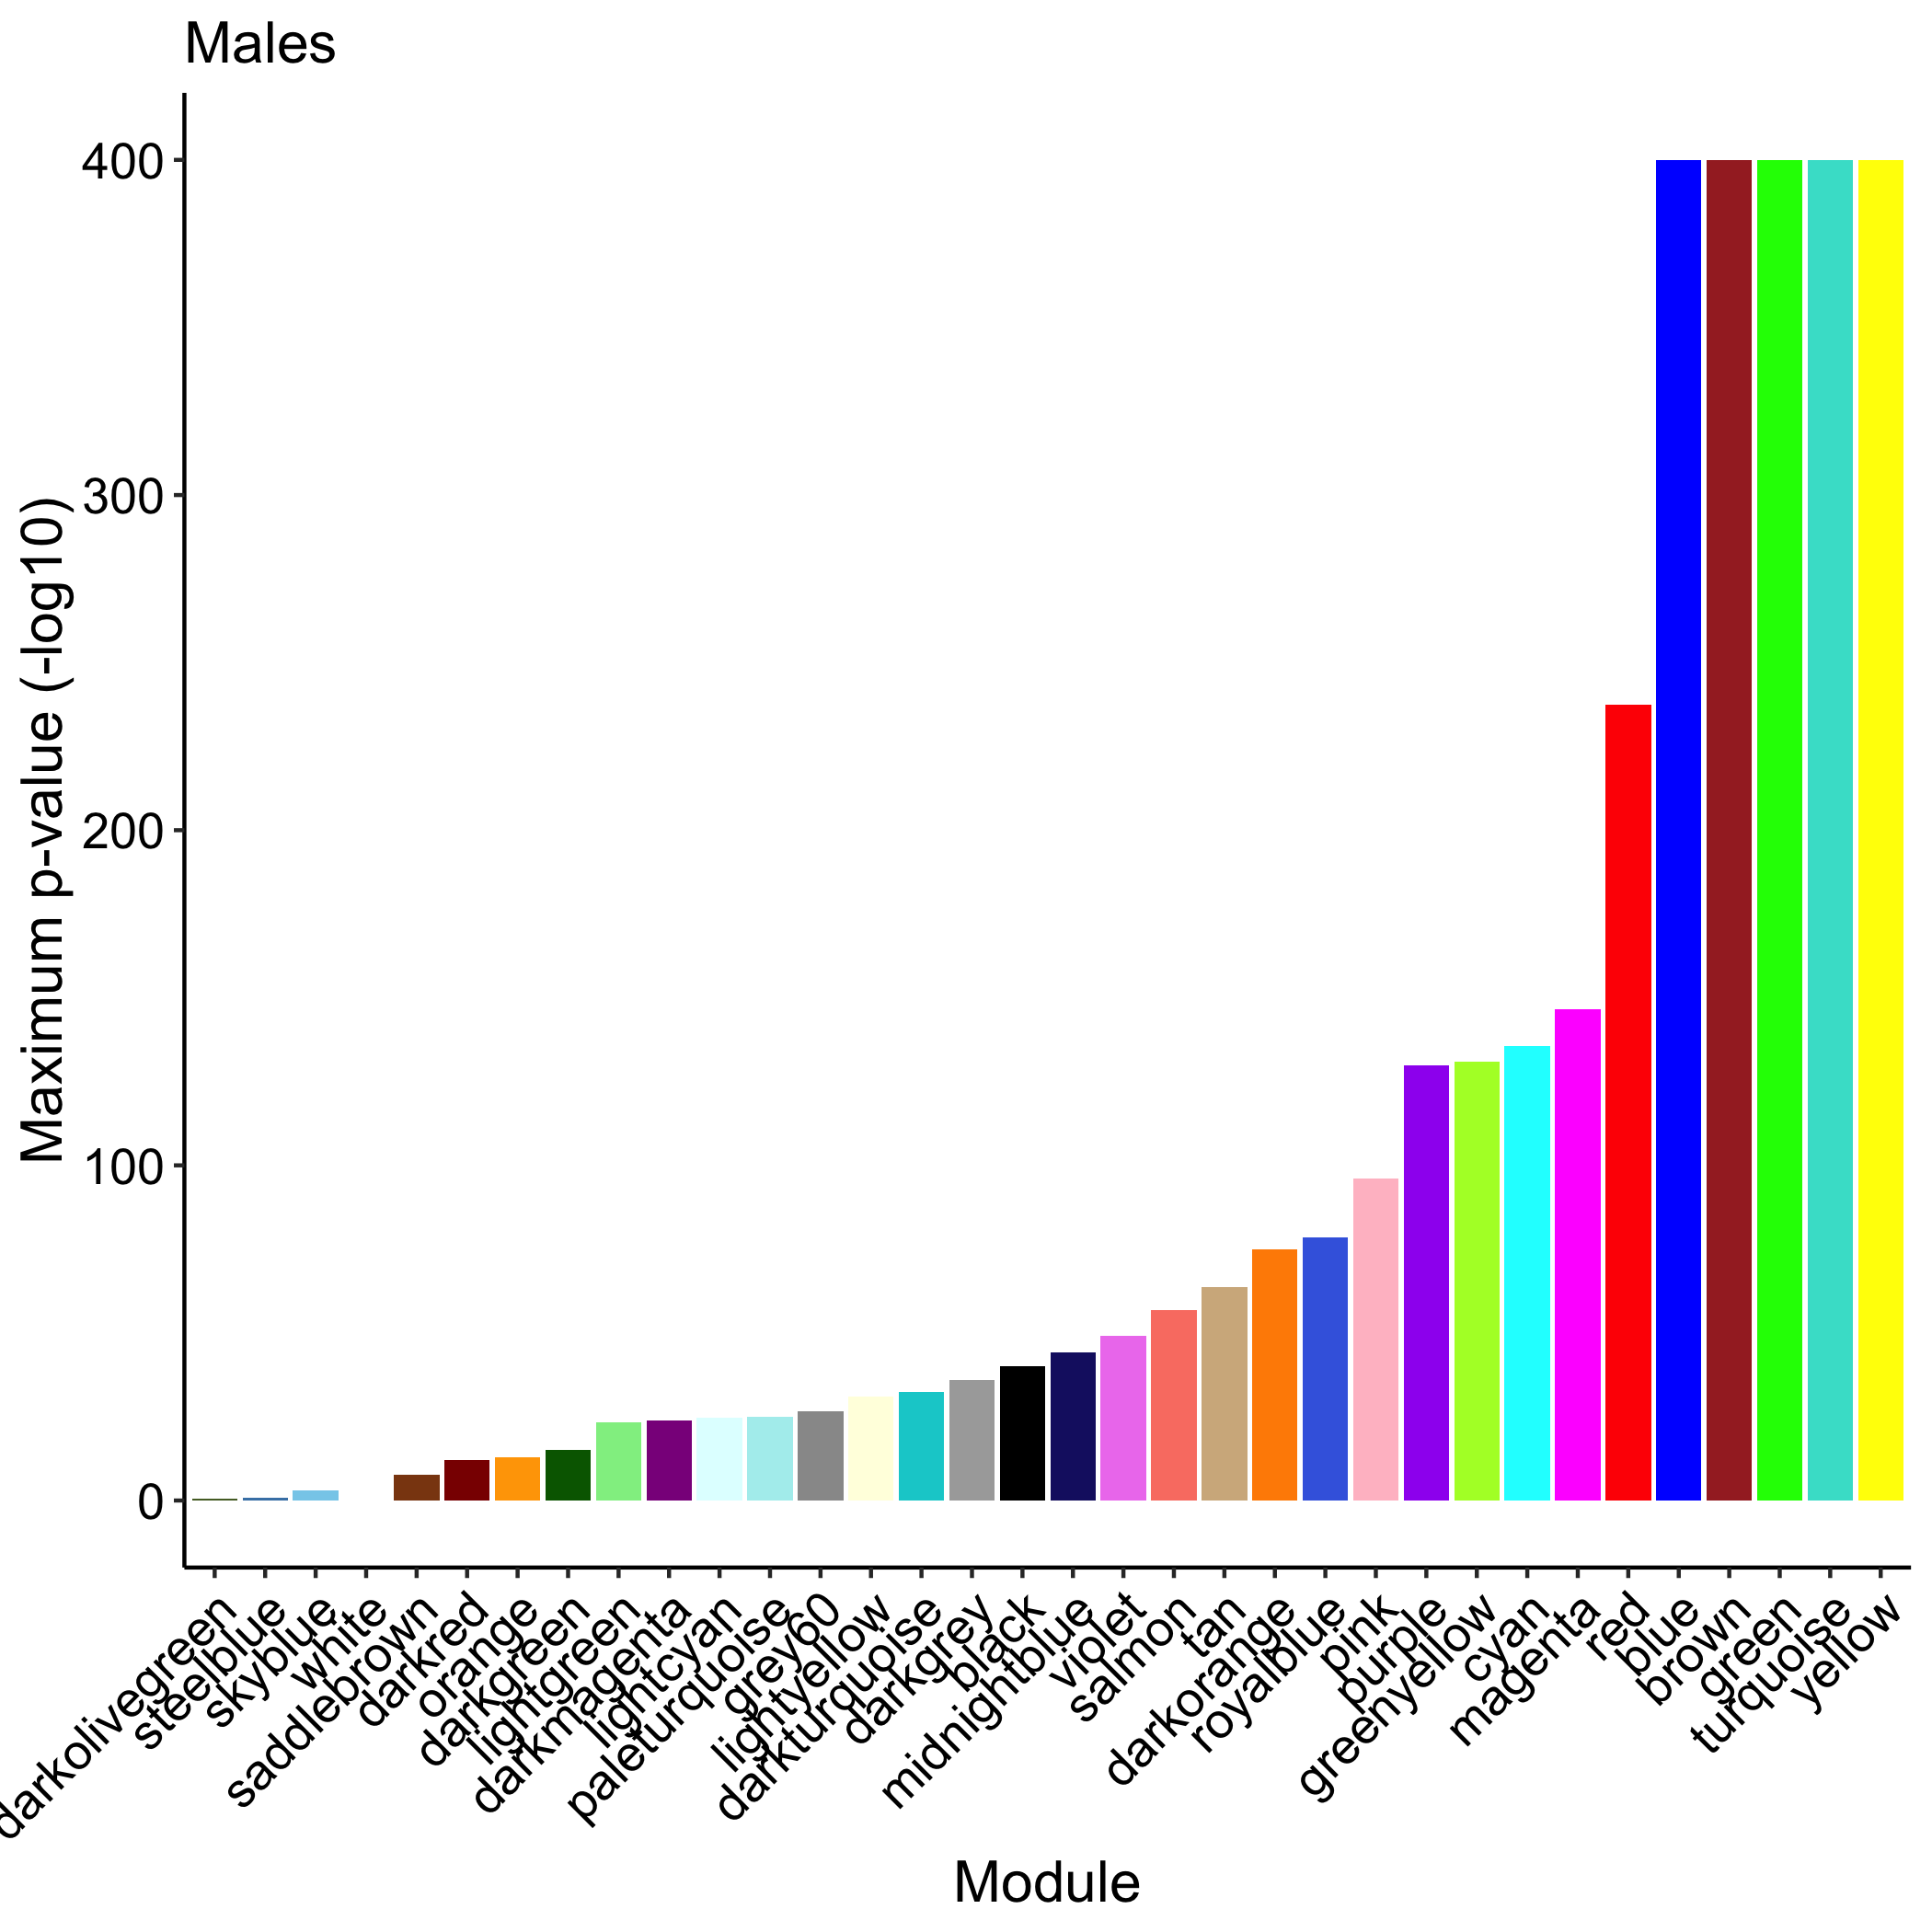 Males
Maximum p-value (-log10)
400
300
200
100
0
darkolivegreen
steelblue
skyblue
white
saddlebrown
darkred
orange
darkgreen
lightgreen
darkmagenta
lightcyan
paleturquoise
grey60
lightyellow
darkturquoise
darkgrey
black
midnightblue
violet
salmon
tan
darkorange
royalblue
pink
purple
greenyellow
cyan
magenta
red
blue
brown
green
turquoise
yellow
Module